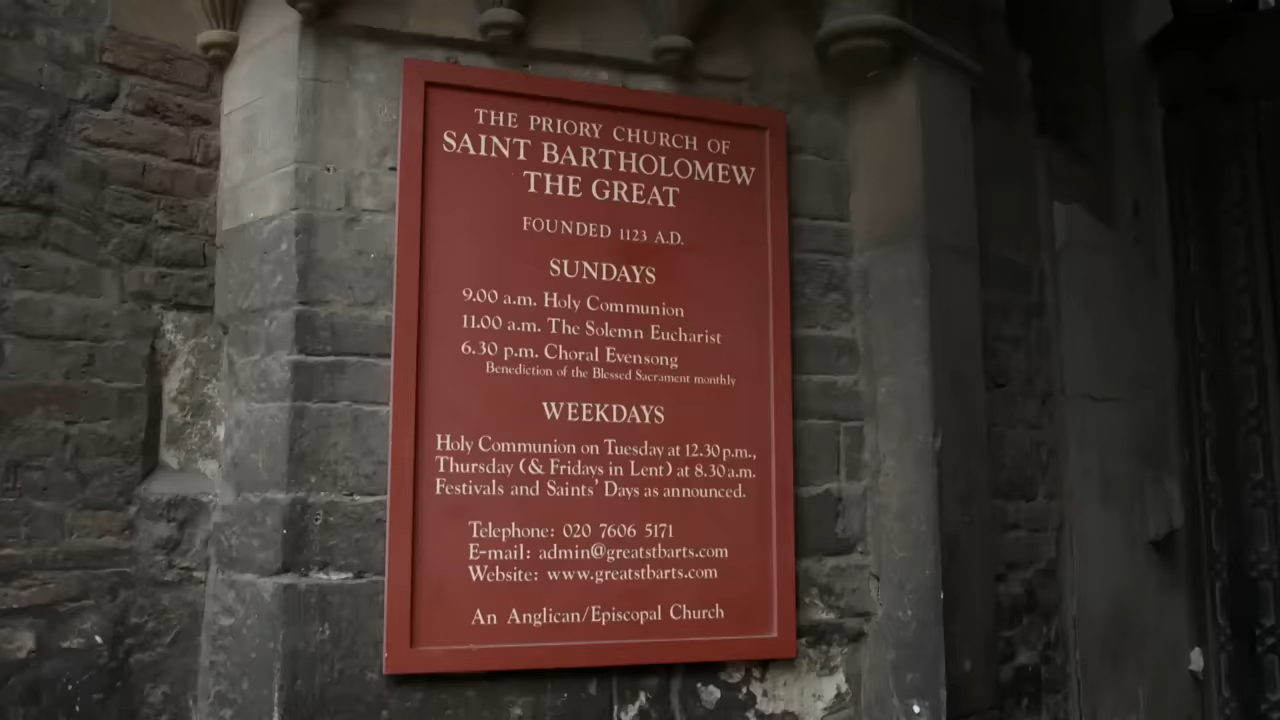 THE PRIORY CHURCH OF
SAINT BARTHOLOMEW
THE GREAT
FOUNDED 1123 A.D.
SUNDAYS
9.00 a.m. Holy Communion
11.00 a.m. The Solemn Eucharist
6.30 p.m. Choral Evensong
Benediction of the Blessed Sacrament monthly
WEEKDAYS
Holy Communion on Tuesday at 12.30 p.m.,
Thursday (& Fridays in Lent) at 8.30 a.m.
Festivals and Saints' Days as announced.
Telephone: 020 7606 5171
E-mail: admin@greatstbarts.com
Website: www.greatstbarts.com
An Anglican/Episcopal Church